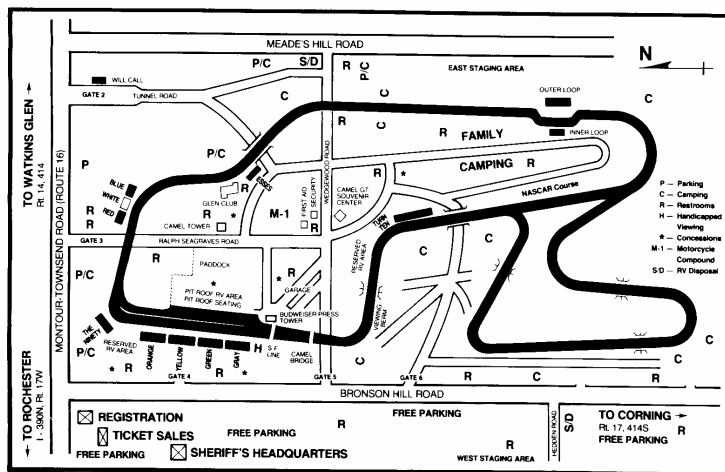 MEADE'S HILL ROAD
N
P/C
S/D
R
P/C
EAST STAGING AREA
WILL CALL
GATE 2
TUNNEL ROAD
C
C
C
OUTER LOOP
C
TO WATKINS GLEN →
Rt. 14, 414
MONTOUR-TOWNSEND ROAD (ROUTE 16)
P
P/C
R
R
FAMILY
INNER LOOP
CAMPING
R
WEDGEWOOD ROAD
BLUE
WHITE
RED
R
R
ESSES
R
GLEN CLUB
R
*
CAMEL TOWER
M-1
FIRST AID
SECURITY
R
CAMEL GT
SOUVENIR
CENTER
R
*
C
NASCAR Course
TURN
TEN
P – Parking
C – Camping
R – Restrooms
H – Handicapped
Viewing
* – Concessions
M-1 – Motorcycle
Compound
S/D – RV Disposal
GATE 3
RALPH SEAGRAVES ROAD
P/C
R
PADDOCK
*
PIT ROOF RV AREA
PIT ROOF SEATING
*
R
GARAGE
RESERVED
RV AREA
C
C
R
C
BUDWEISER PRESS
TOWER
VIEWING
BERM
THE
NINETY
P/C
RESERVED
RV AREA
ORANGE
YELLOW
GREEN
GRAY
H
S.F.
LINE
CAMEL
BRIDGE
C
C
C
* R
R
*
GATE 4
GATE 5
GATE 6
R
C
R
BRONSON HILL ROAD
TO ROCHESTER →
I - 390N, Rt. 17W
REGISTRATION
TICKET SALES
FREE PARKING
SHERIFF'S HEADQUARTERS
FREE PARKING
R
FREE PARKING
R
WEST STAGING AREA
HEDDEN ROAD
S/D
TO CORNING →
Rt. 17, 414S
FREE PARKING
R